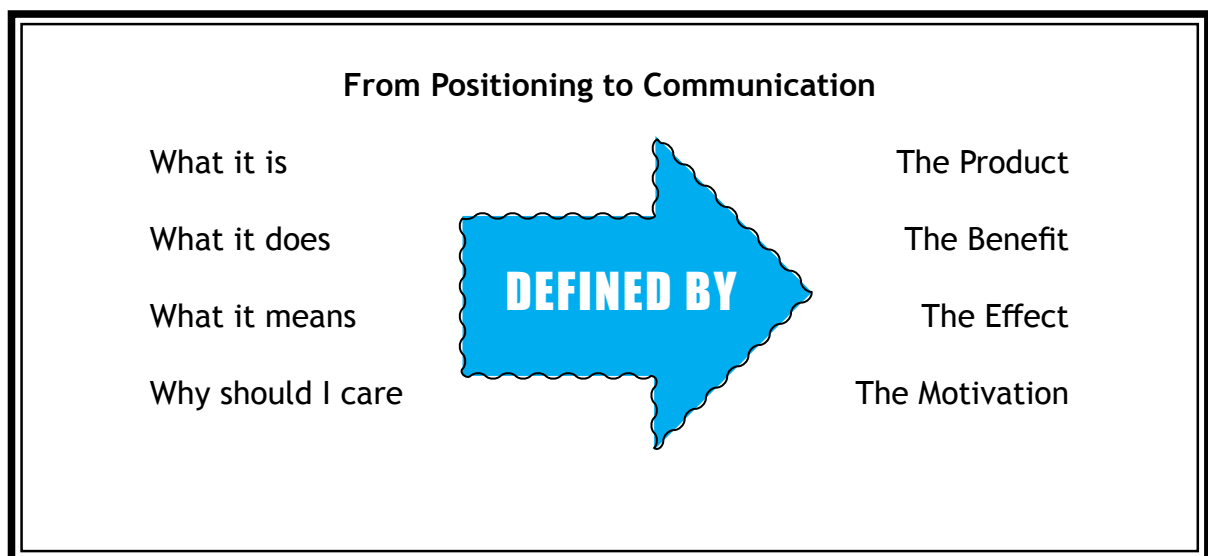 From Positioning to Communication
What it is
The Product
What it does
The Benefit
DEFINED BY
What it means
The Effect
Why should I care
The Motivation